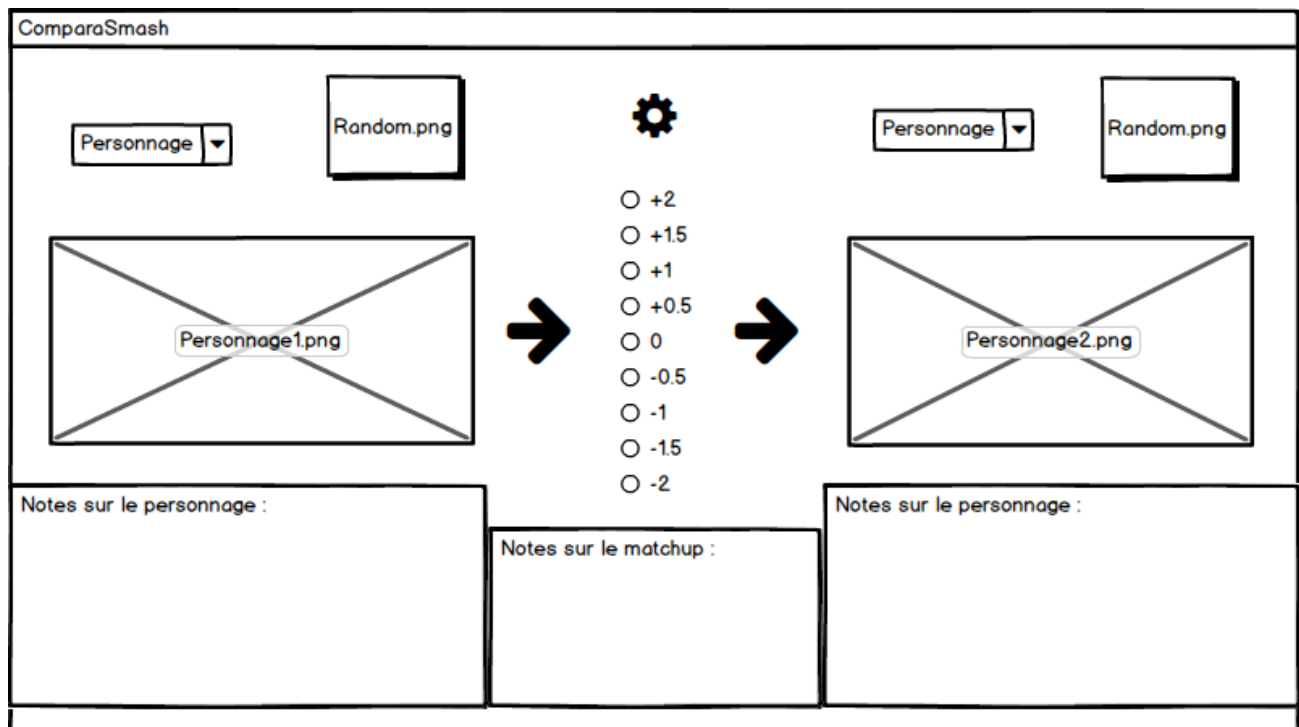 ComparaSmash
Personnage
Random.png
Personnage
Random.png
+2
+1.5
+1
+0.5
0
-0.5
-1
-1.5
-2
Personnage1.png
Personnage2.png
Notes sur le personnage :
Notes sur le matchup :
Notes sur le personnage :